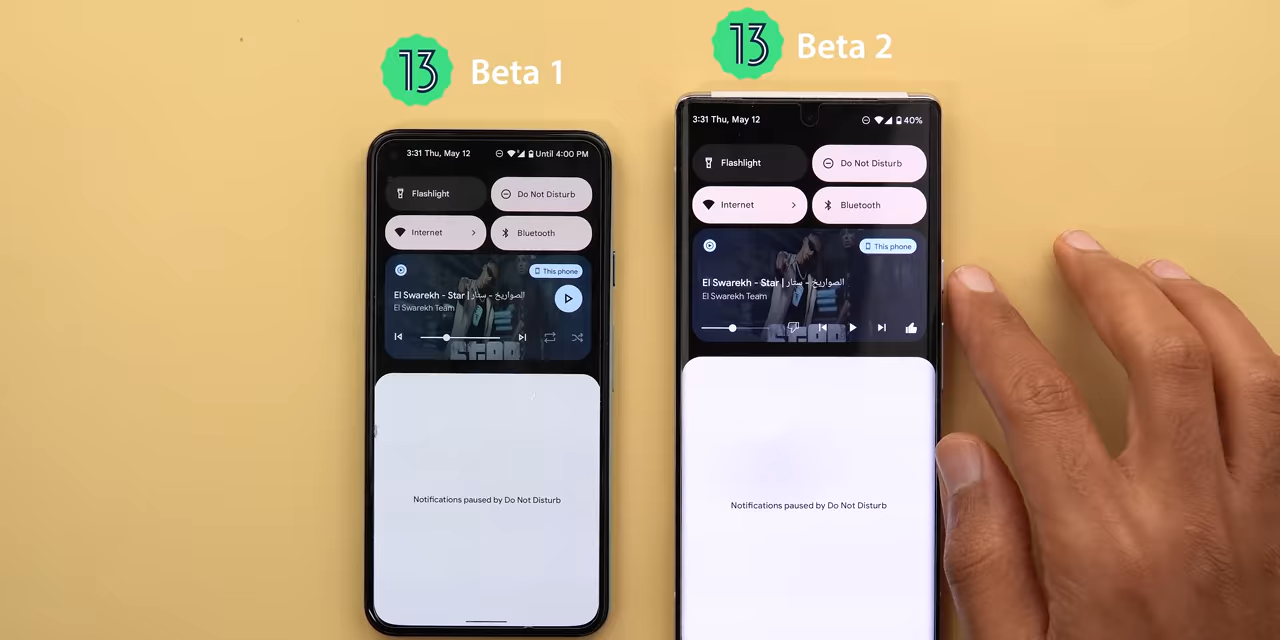 13 Beta 1
13 Beta 2
3:31 Thu, May 12 Until 4:00 PM
Flashlight Do Not Disturb
Internet Bluetooth
This phone
El Swarekh - Star | الصواريخ - ستار
El Swarekh Team
STAR
Notifications paused by Do Not Disturb
3:31 Thu, May 12 40%
Flashlight Do Not Disturb
Internet Bluetooth
This phone
El Swarekh - Star | الصواريخ - ستار
El Swarekh Team
STAR
Notifications paused by Do Not Disturb